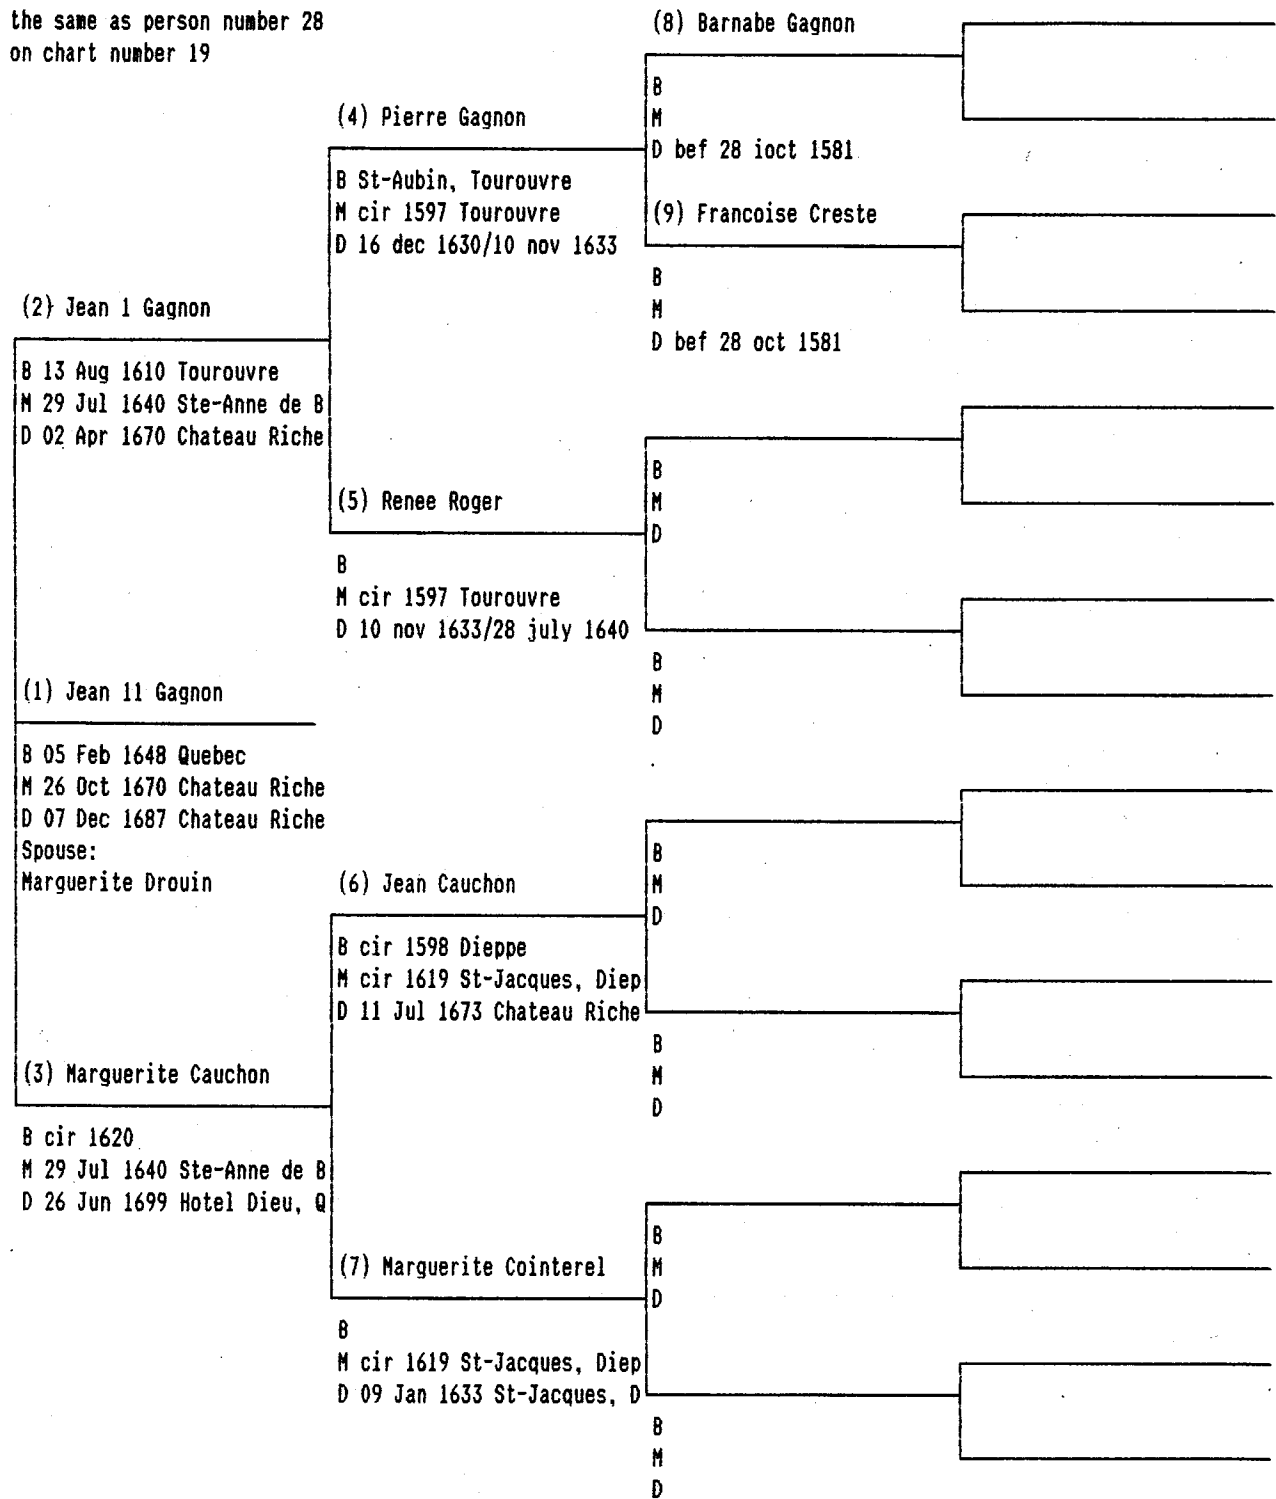 the same as person number 28
on chart number 19
(8) Barnabe Gagnon
B
M
D bef 28 ioct 1581
(4) Pierre Gagnon
B St-Aubin, Tourouvre
M cir 1597 Tourouvre
D 16 dec 1630/10 nov 1633
(9) Francoise Creste
B
M
D bef 28 oct 1581
(2) Jean 1 Gagnon
B 13 Aug 1610 Tourouvre
M 29 Jul 1640 Ste-Anne de B
D 02 Apr 1670 Chateau Riche
B
M
D
(5) Renee Roger
B
M cir 1597 Tourouvre
D 10 nov 1633/28 july 1640
B
M
D
(1) Jean 11 Gagnon
B 05 Feb 1648 Quebec
M 26 Oct 1670 Chateau Riche
D 07 Dec 1687 Chateau Riche
Spouse:
Marguerite Drouin
B
M
D
(6) Jean Cauchon
B cir 1598 Dieppe
M cir 1619 St-Jacques, Diep
D 11 Jul 1673 Chateau Riche
B
M
D
(3) Marguerite Cauchon
B cir 1620
M 29 Jul 1640 Ste-Anne de B
D 26 Jun 1699 Hotel Dieu, Q
B
M
D
(7) Marguerite Cointerel
B
M cir 1619 St-Jacques, Diep
D 09 Jan 1633 St-Jacques, D
B
M
D